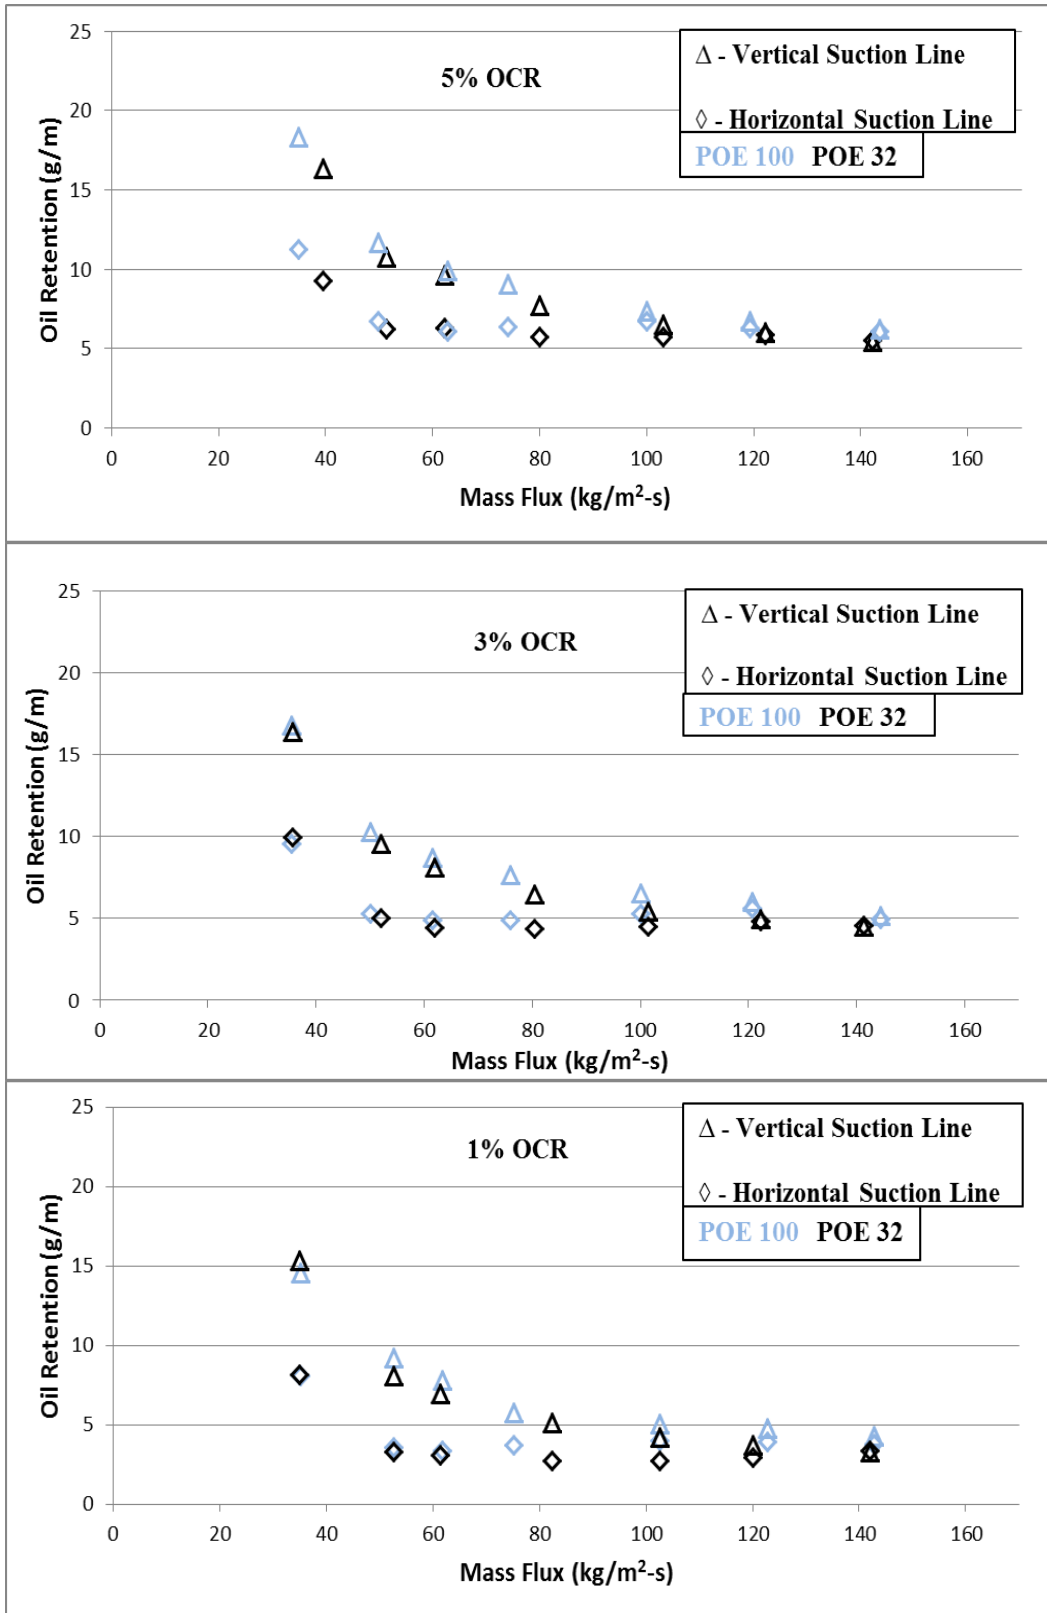 25
20
15
10
5
0
0 20 40 60 80 100 120 140 160
Oil Retention (g/m)
Mass Flux (kg/m²-s)
5% OCR
Δ - Vertical Suction Line
◊ - Horizontal Suction Line
POE 100 POE 32
25
20
15
10
5
0
0 20 40 60 80 100 120 140 160
Oil Retention (g/m)
Mass Flux (kg/m²-s)
3% OCR
Δ - Vertical Suction Line
◊ - Horizontal Suction Line
POE 100 POE 32
25
20
15
10
5
0
0 20 40 60 80 100 120 140 160
Oil Retention (g/m)
Mass Flux (kg/m²-s)
1% OCR
Δ - Vertical Suction Line
◊ - Horizontal Suction Line
POE 100 POE 32